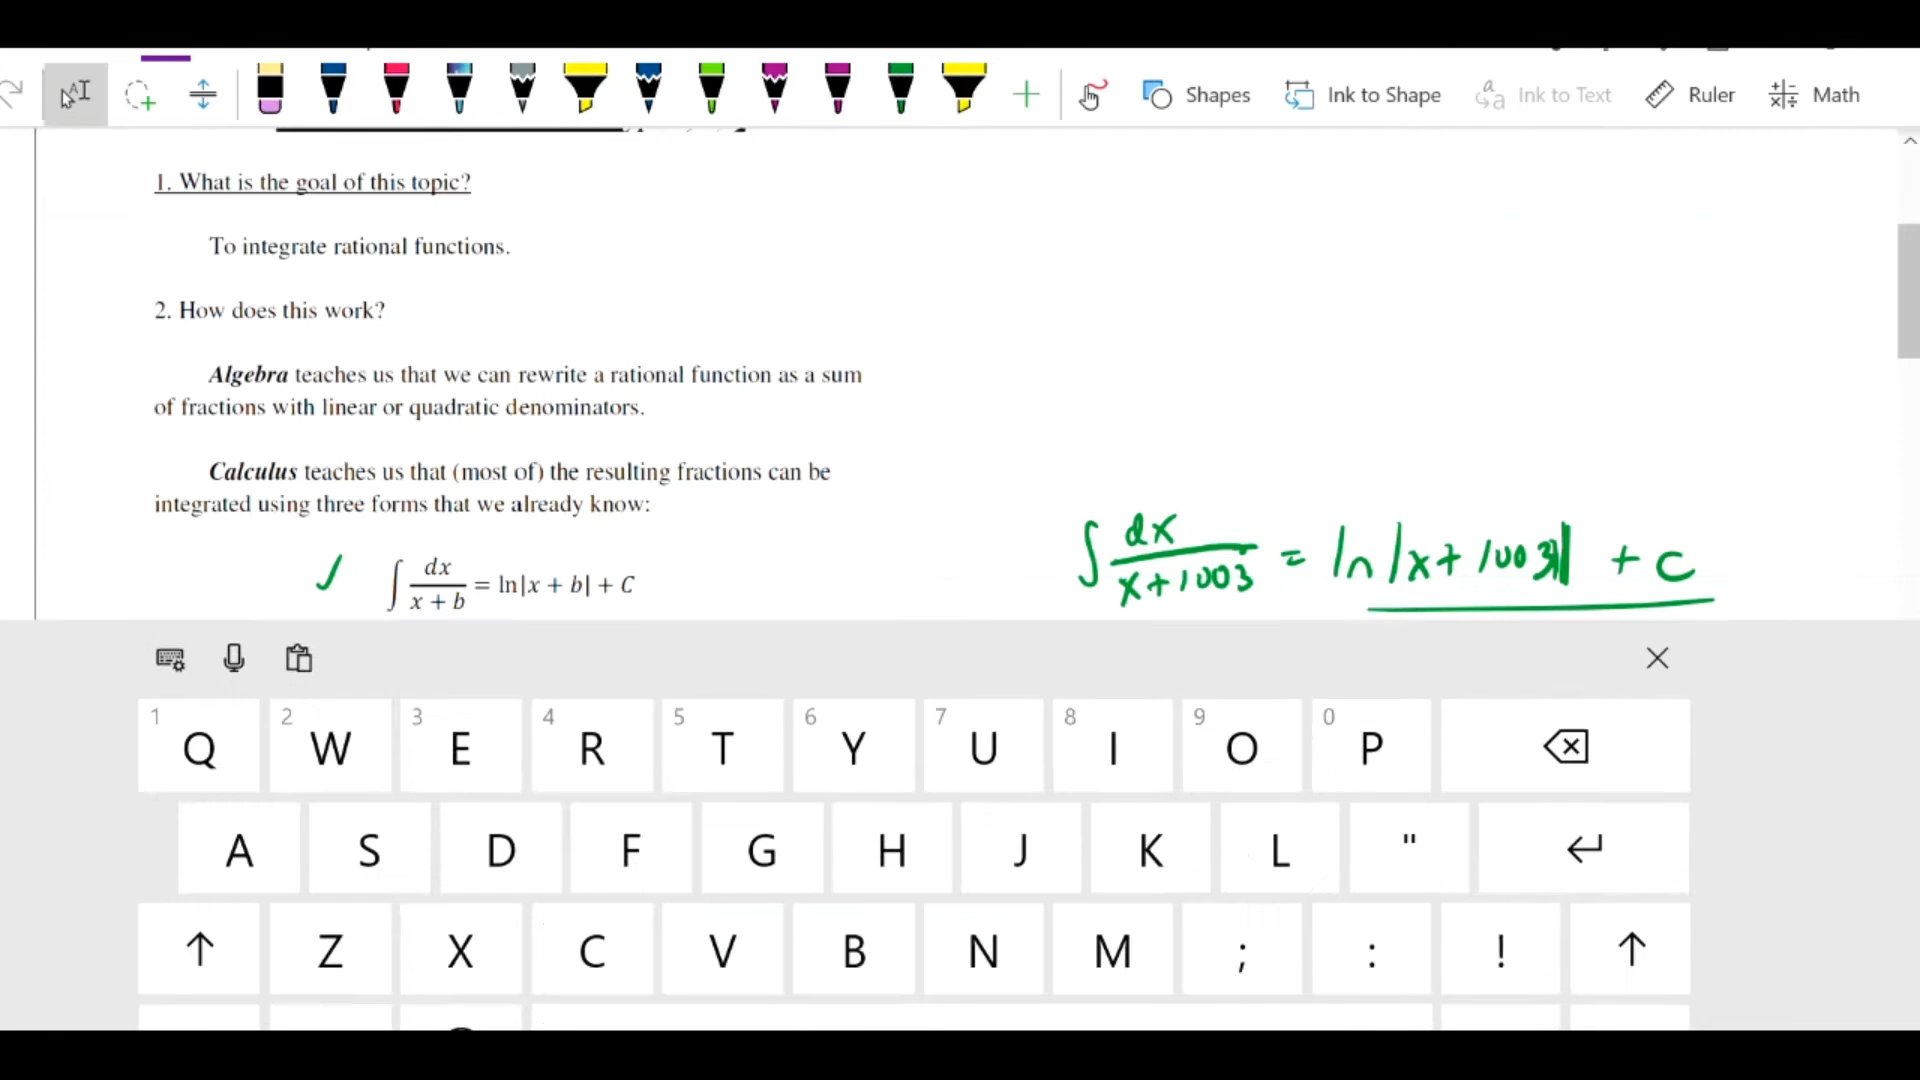 Shapes Ink to Shape Ink to Text Ruler Math
1. What is the goal of this topic?
To integrate rational functions.
2. How does this work?
Algebra teaches us that we can rewrite a rational function as a sum
of fractions with linear or quadratic denominators.
Calculus teaches us that (most of) the resulting fractions can be
integrated using three forms that we already know:
✓ ∫ dx/(x + b) = ln|x + b| + C
∫ dx/(x+1003) = ln|x+1003| + C
1 Q 2 W 3 E 4 R 5 T 6 Y 7 U 8 I 9 O 0 P
A S D F G H J K L "
Z X C V B N M ; : !